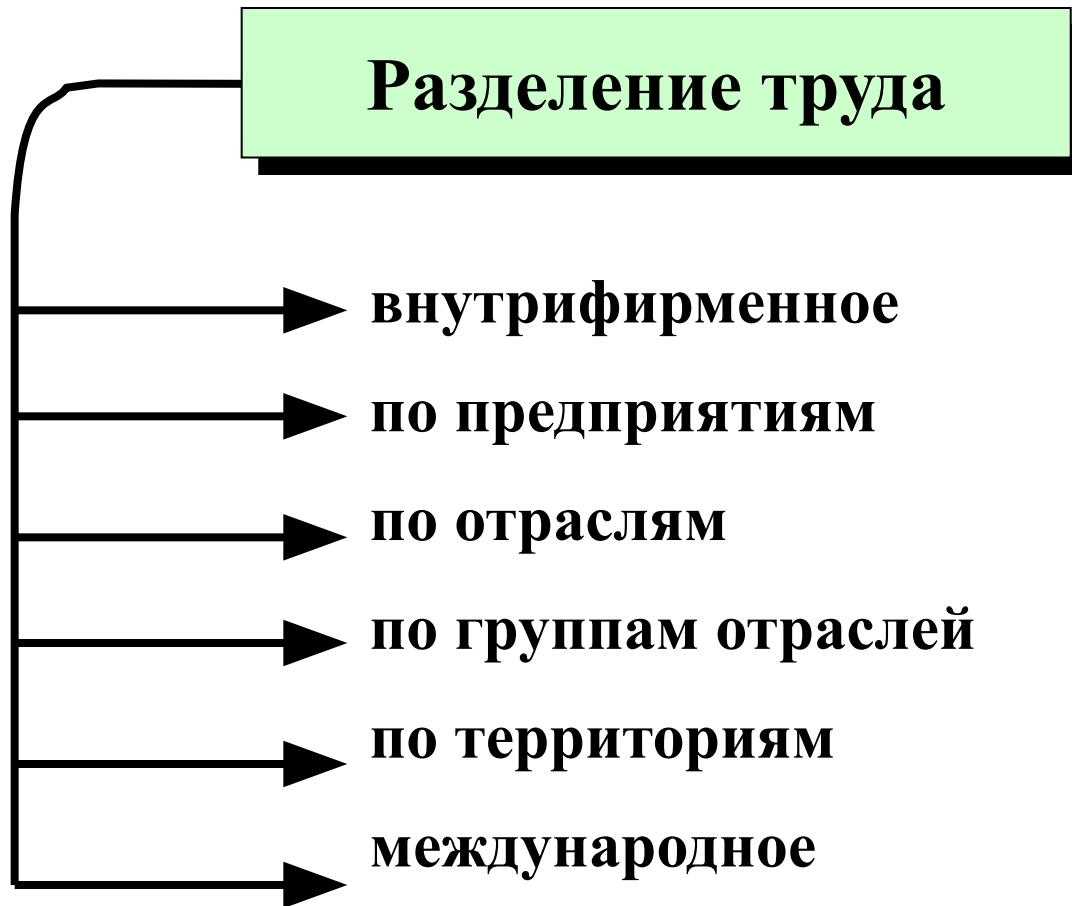 Разделение труда
внутрифирменное
по предприятиям
по отраслям
по группам отраслей
по территориям
международное